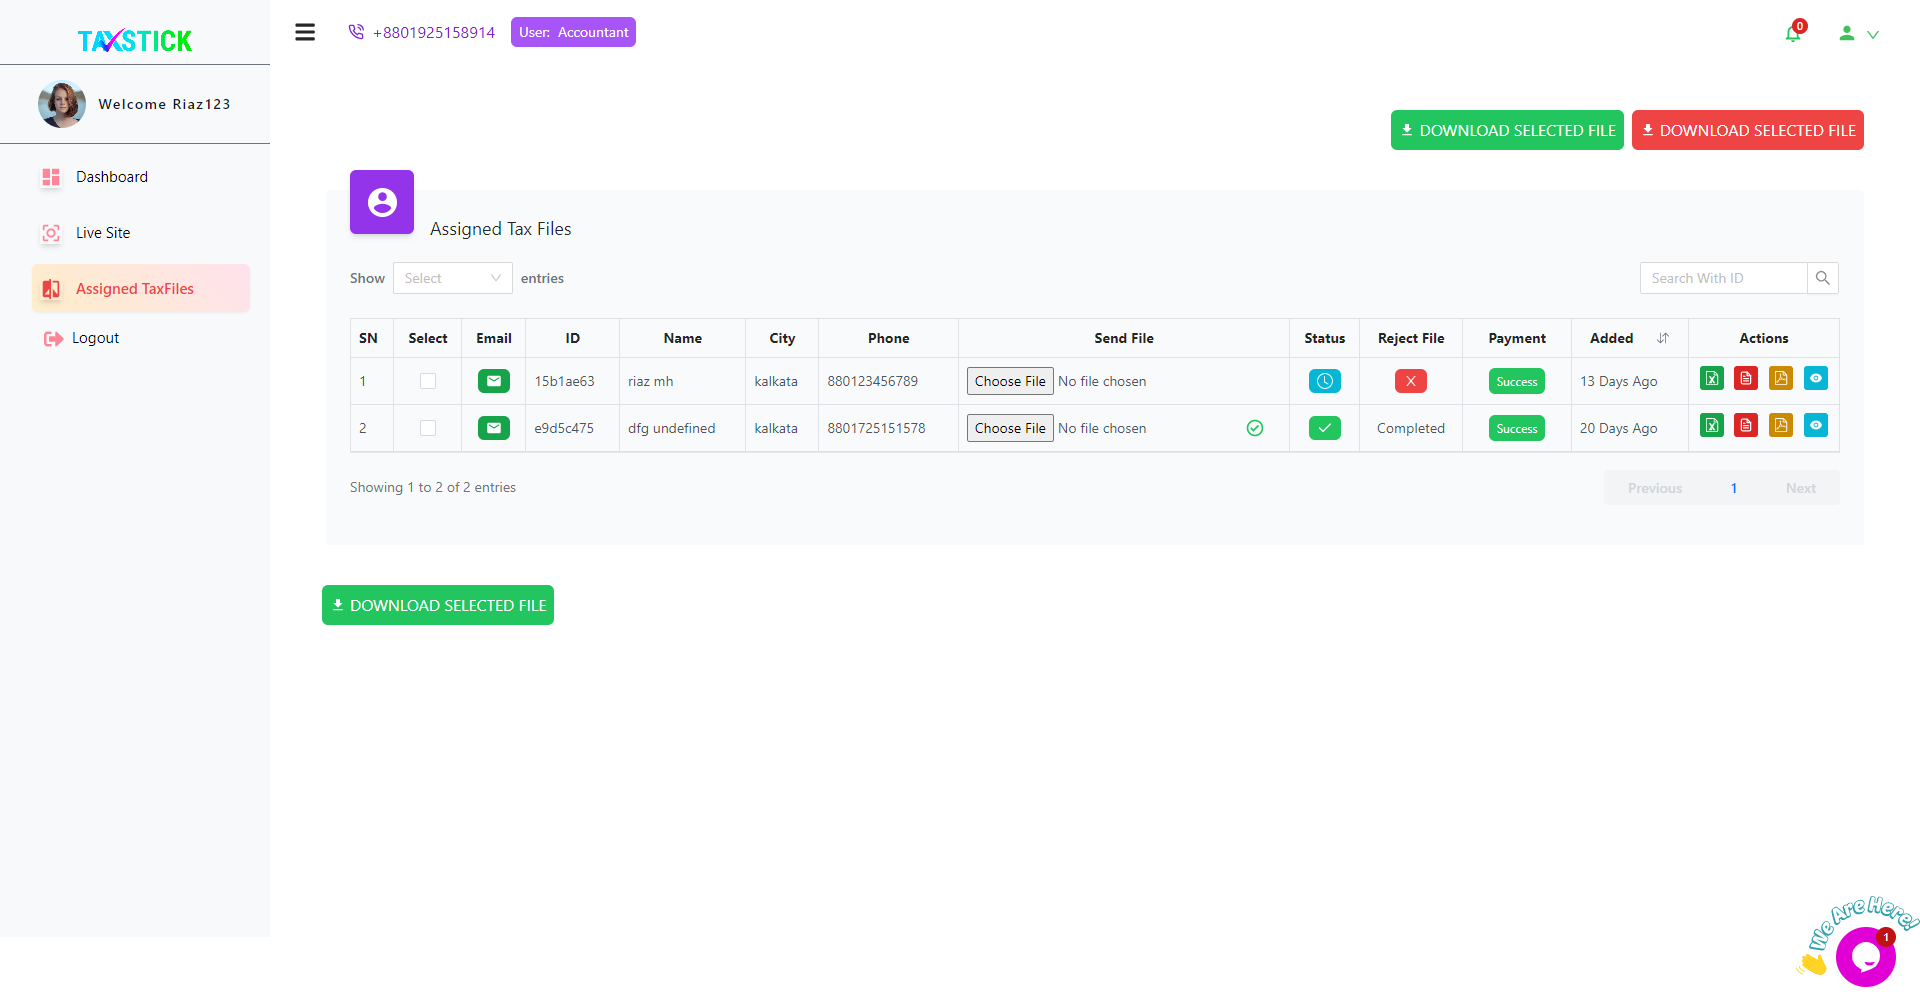 TAXSTICK
+8801925158914
User: Accountant
0
Welcome Riaz123
Dashboard
Live Site
Assigned TaxFiles
Logout
DOWNLOAD SELECTED FILE
DOWNLOAD SELECTED FILE
Assigned Tax Files
Show Select entries
Search With ID
SN Select Email ID Name City Phone Send File Status Reject File Payment Added Actions
1 15b1ae63 riaz mh kalkata 880123456789 Choose File No file chosen X Success 13 Days Ago
2 e9d5c475 dfg undefined kalkata 8801725151578 Choose File No file chosen Completed Success 20 Days Ago
Showing 1 to 2 of 2 entries
Previous 1 Next
DOWNLOAD SELECTED FILE
We Are Here!
1